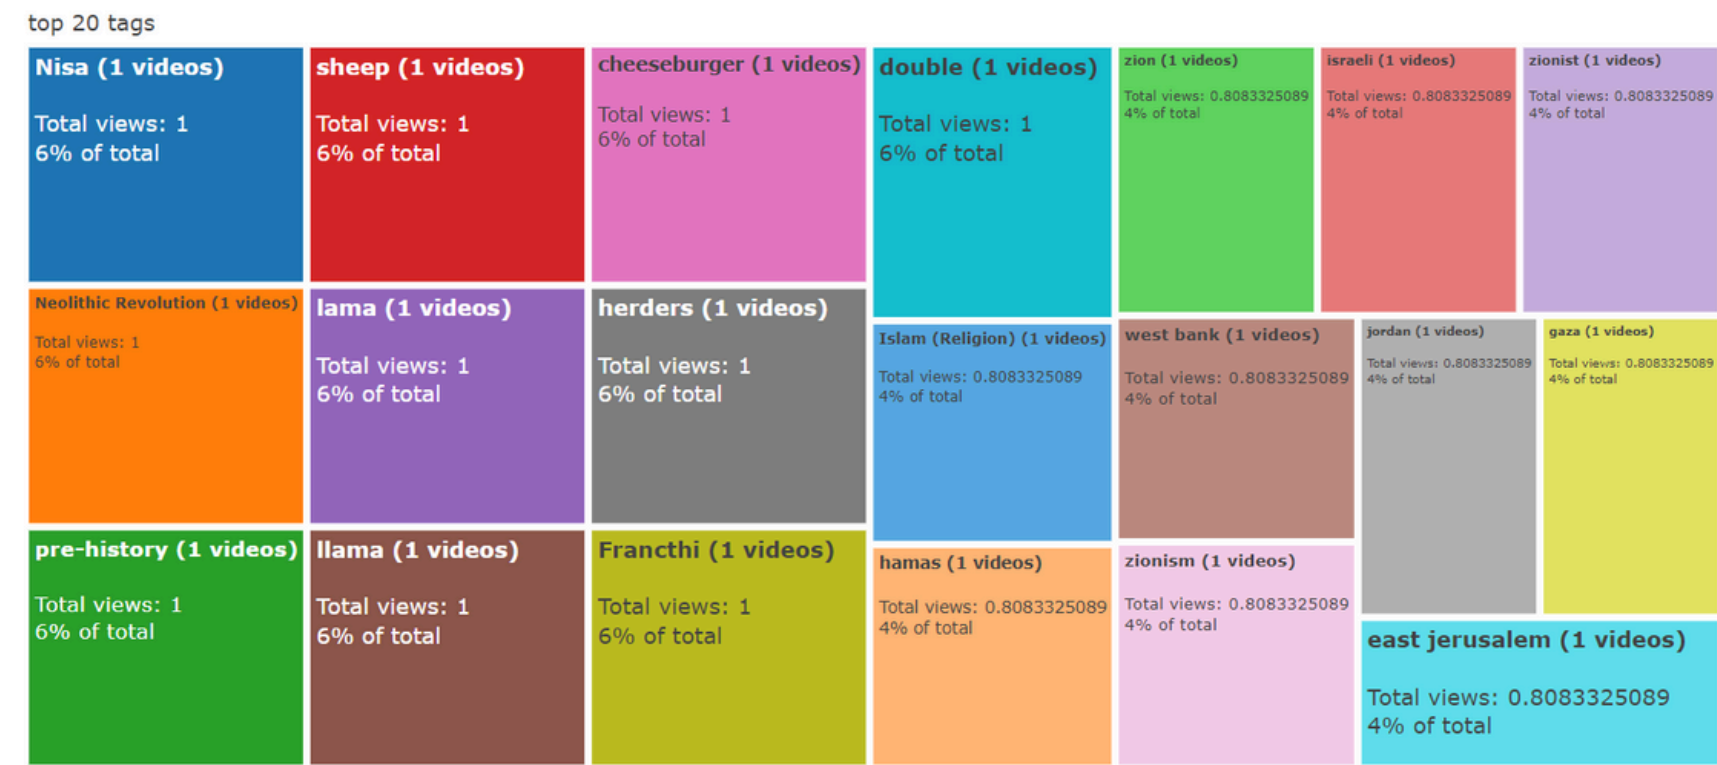 top 20 tags
Nisa (1 videos)
Total views: 1
6% of total
sheep (1 videos)
Total views: 1
6% of total
cheeseburger (1 videos)
Total views: 1
6% of total
double (1 videos)
Total views: 1
6% of total
zion (1 videos)
Total views: 0.8083325089
4% of total
israeli (1 videos)
Total views: 0.8083325089
4% of total
zionist (1 videos)
Total views: 0.8083325089
4% of total
Neolithic Revolution (1 videos)
Total views: 1
6% of total
lama (1 videos)
Total views: 1
6% of total
herders (1 videos)
Total views: 1
6% of total
Islam (Religion) (1 videos)
Total views: 0.8083325089
4% of total
west bank (1 videos)
Total views: 0.8083325089
4% of total
jordan (1 videos)
Total views: 0.8083325089
4% of total
gaza (1 videos)
Total views: 0.8083325089
4% of total
pre-history (1 videos)
Total views: 1
6% of total
llama (1 videos)
Total views: 1
6% of total
Francthi (1 videos)
Total views: 1
6% of total
hamas (1 videos)
Total views: 0.8083325089
4% of total
zionism (1 videos)
Total views: 0.8083325089
4% of total
east jerusalem (1 videos)
Total views: 0.8083325089
4% of total